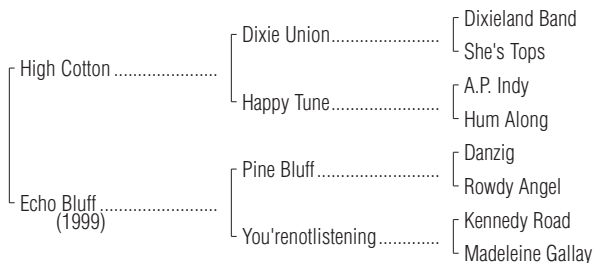 Dixieland Band
Dixie Union.......................
She's Tops
High Cotton ......................
A.P. Indy
Happy Tune.......................
Hum Along
Danzig
Pine Bluff..........................
Rowdy Angel
Echo Bluff.........................
(1999)
Kennedy Road
You'renotlistening.............
Madeleine Gallay